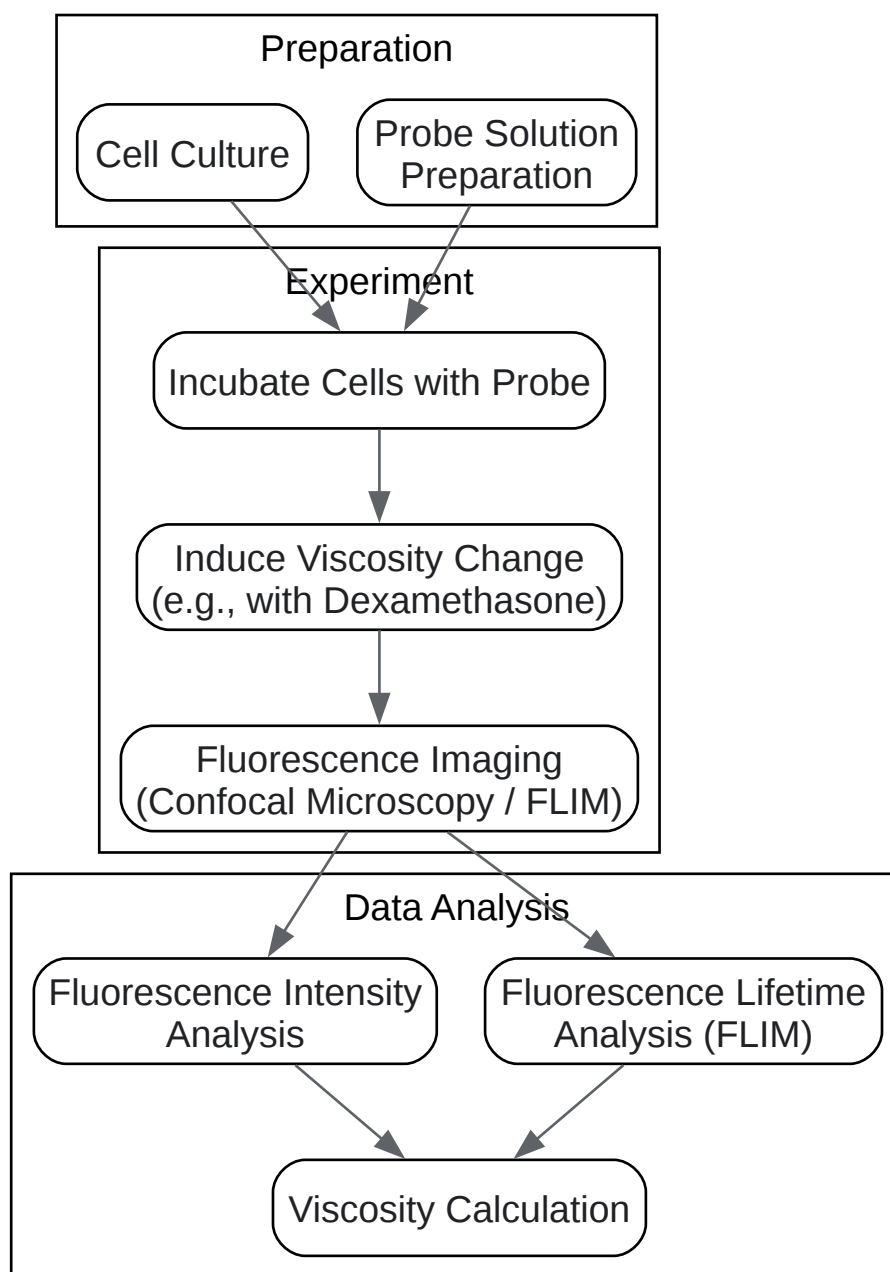 Preparation
Cell Culture
Probe Solution
Preparation
Experiment
Incubate Cells with Probe
Induce Viscosity Change
(e.g., with Dexamethasone)
Fluorescence Imaging
(Confocal Microscopy / FLIM)
Data Analysis
Fluorescence Intensity
Analysis
Fluorescence Lifetime
Analysis (FLIM)
Viscosity Calculation